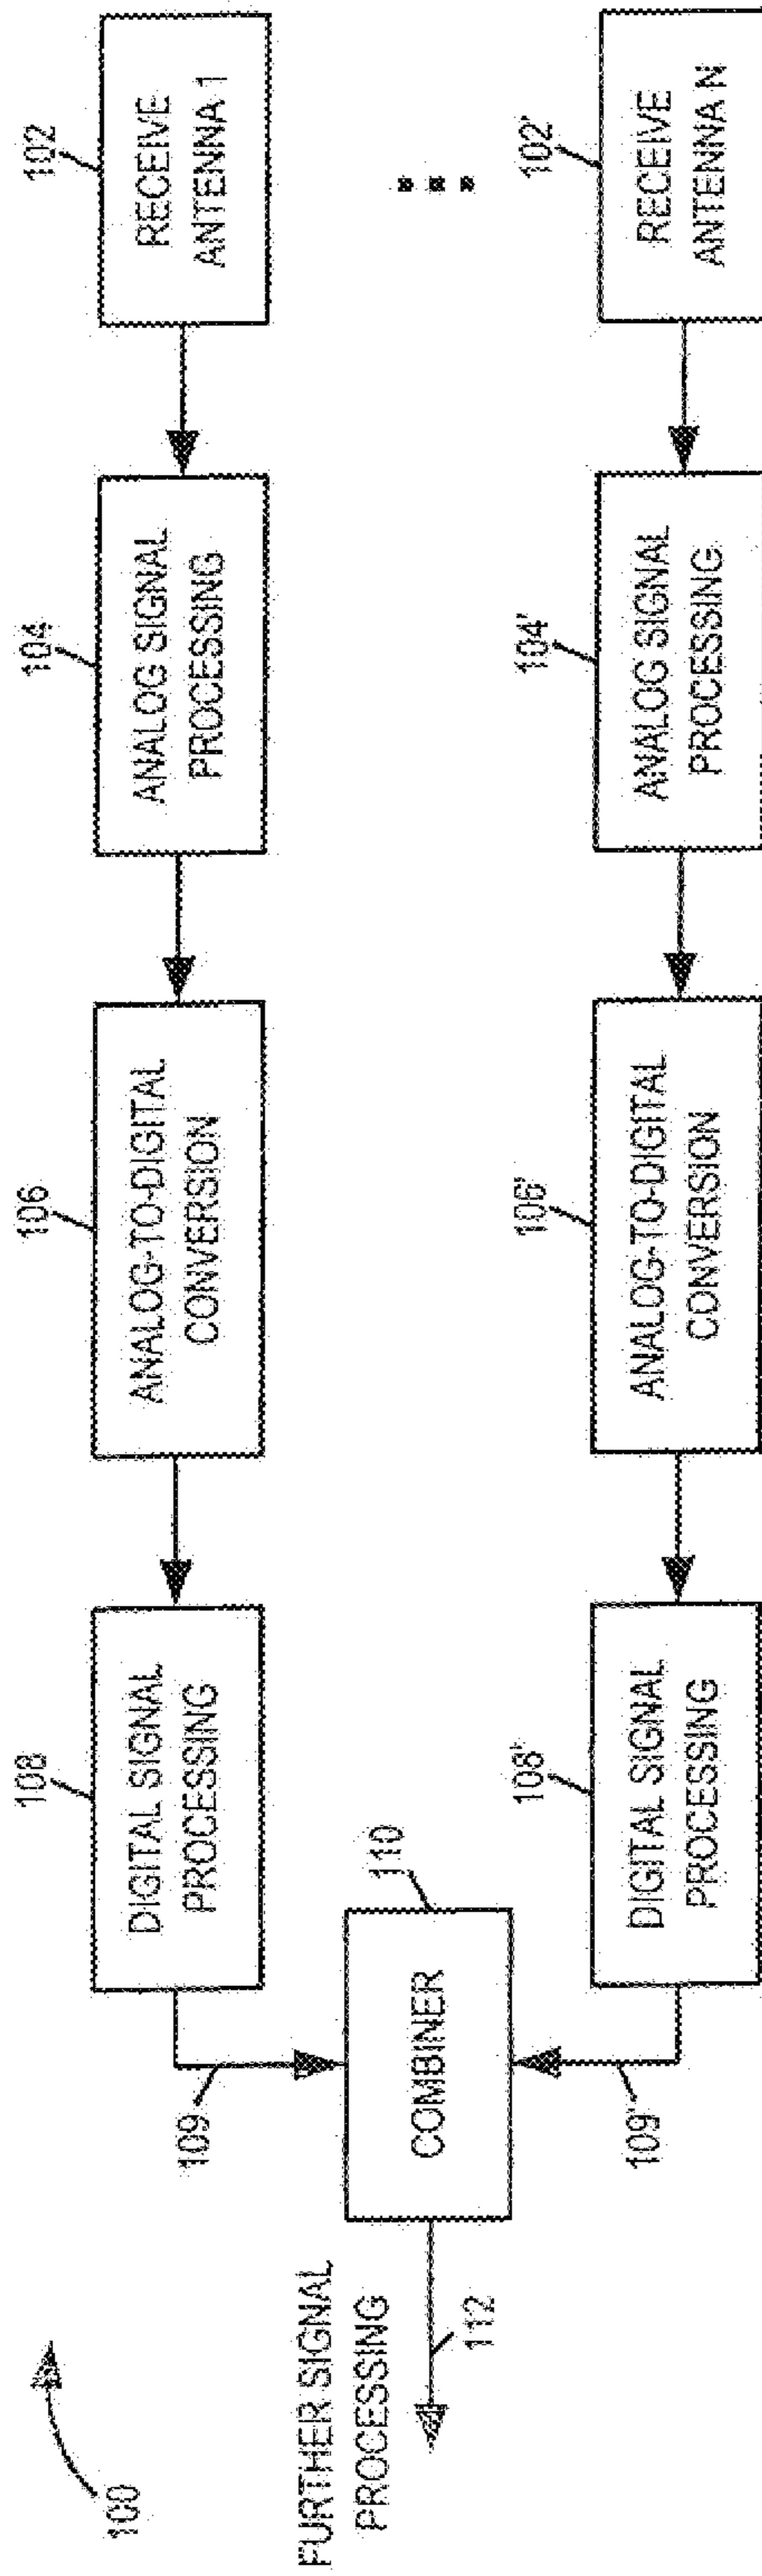 100
102
RECEIVE
ANTENNA 1
104
ANALOG SIGNAL
PROCESSING
106
ANALOG-TO-DIGITAL
CONVERSION
108
DIGITAL SIGNAL
PROCESSING
109
110
COMBINER
FURTHER SIGNAL
PROCESSING
112
102'
RECEIVE
ANTENNA N
104'
ANALOG SIGNAL
PROCESSING
106'
ANALOG-TO-DIGITAL
CONVERSION
108'
DIGITAL SIGNAL
PROCESSING
109'